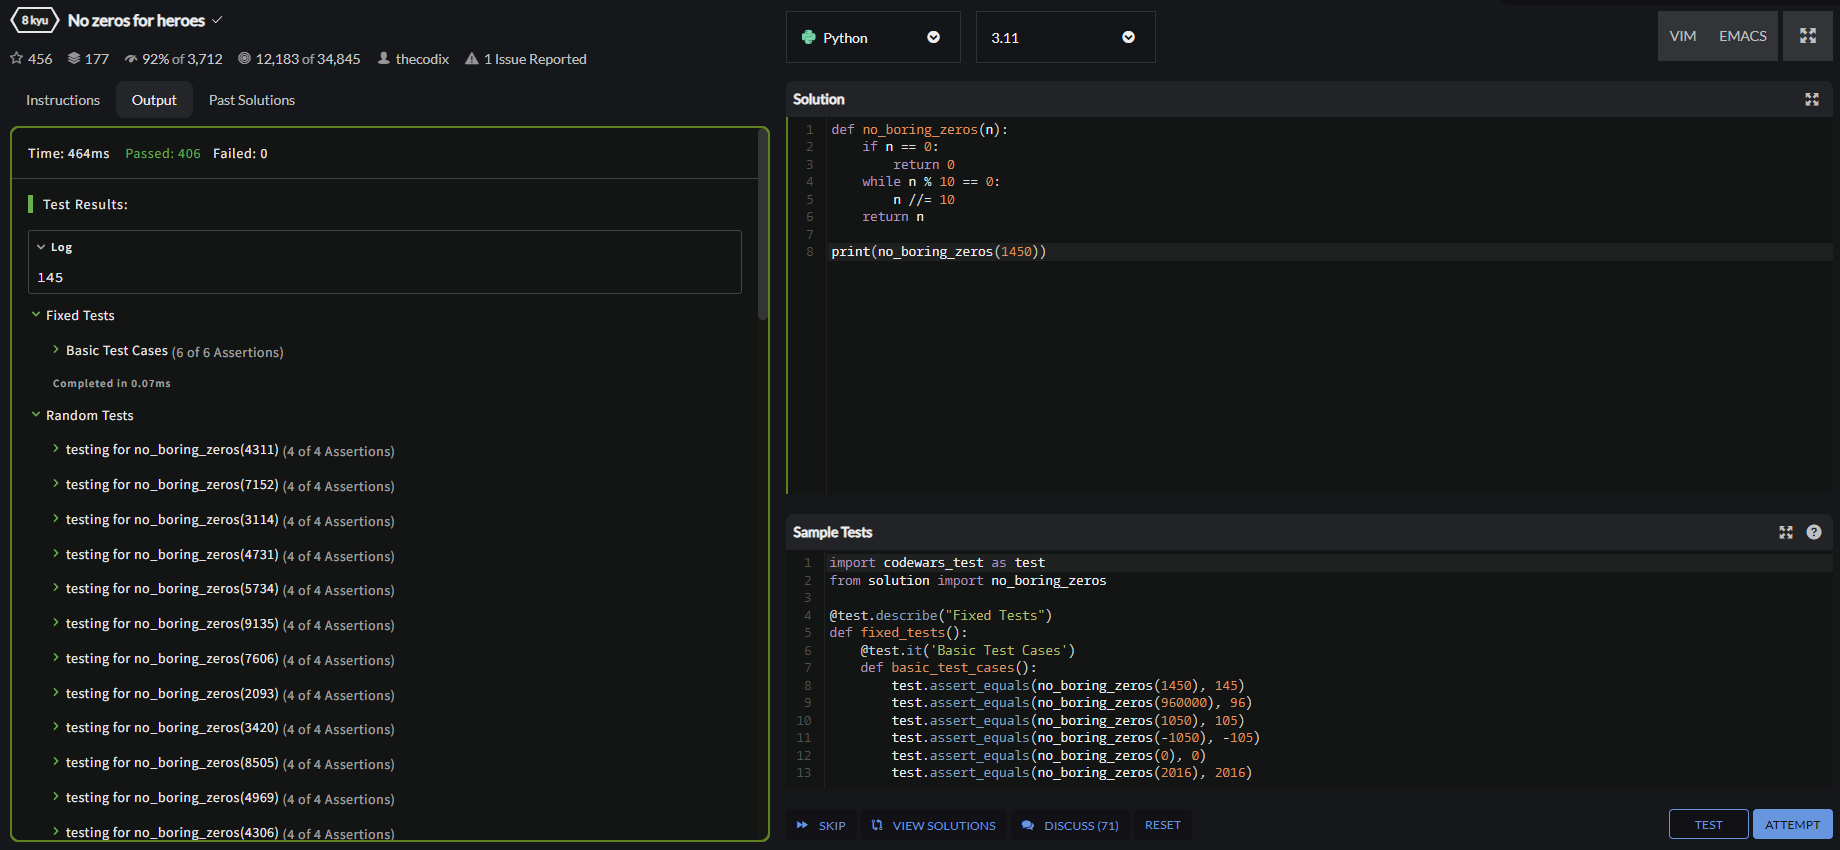 8 kyu No zeros for heroes
456 177 92% of 3,712 12,183 of 34,845 thecodix 1 Issue Reported
Instructions Output Past Solutions
Time: 464ms Passed: 406 Failed: 0
Test Results:
Log
145
Fixed Tests
Basic Test Cases (6 of 6 Assertions)
Completed in 0.07ms
Random Tests
testing for no_boring_zeros(4311) (4 of 4 Assertions)
testing for no_boring_zeros(7152) (4 of 4 Assertions)
testing for no_boring_zeros(3114) (4 of 4 Assertions)
testing for no_boring_zeros(4731) (4 of 4 Assertions)
testing for no_boring_zeros(5734) (4 of 4 Assertions)
testing for no_boring_zeros(9135) (4 of 4 Assertions)
testing for no_boring_zeros(7606) (4 of 4 Assertions)
testing for no_boring_zeros(2093) (4 of 4 Assertions)
testing for no_boring_zeros(3420) (4 of 4 Assertions)
testing for no_boring_zeros(8505) (4 of 4 Assertions)
testing for no_boring_zeros(4969) (4 of 4 Assertions)
testing for no_boring_zeros(4306) (4 of 4 Assertions)
Python 3.11 VIM EMACS
Solution
1 def no_boring_zeros(n):
2     if n == 0:
3         return 0
4     while n % 10 == 0:
5         n //= 10
6     return n
7
8 print(no_boring_zeros(1450))
Sample Tests ?
1 import codewars_test as test
2 from solution import no_boring_zeros
3
4 @test.describe("Fixed Tests")
5 def fixed_tests():
6     @test.it('Basic Test Cases')
7     def basic_test_cases():
8         test.assert_equals(no_boring_zeros(1450), 145)
9         test.assert_equals(no_boring_zeros(960000), 96)
10         test.assert_equals(no_boring_zeros(1050), 105)
11         test.assert_equals(no_boring_zeros(-1050), -105)
12         test.assert_equals(no_boring_zeros(0), 0)
13         test.assert_equals(no_boring_zeros(2016), 2016)
SKIP VIEW SOLUTIONS DISCUSS (71) RESET TEST ATTEMPT